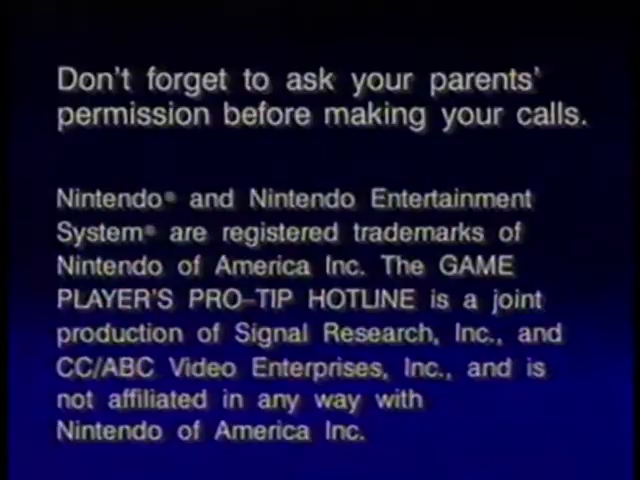 Don't forget to ask your parents'
permission before making your calls.
Nintendo® and Nintendo Entertainment
System® are registered trademarks of
Nintendo of America Inc. The GAME
PLAYER'S PRO-TIP HOTLINE is a joint
production of Signal Research, Inc., and
CC/ABC Video Enterprises, Inc., and is
not affiliated in any way with
Nintendo of America Inc.